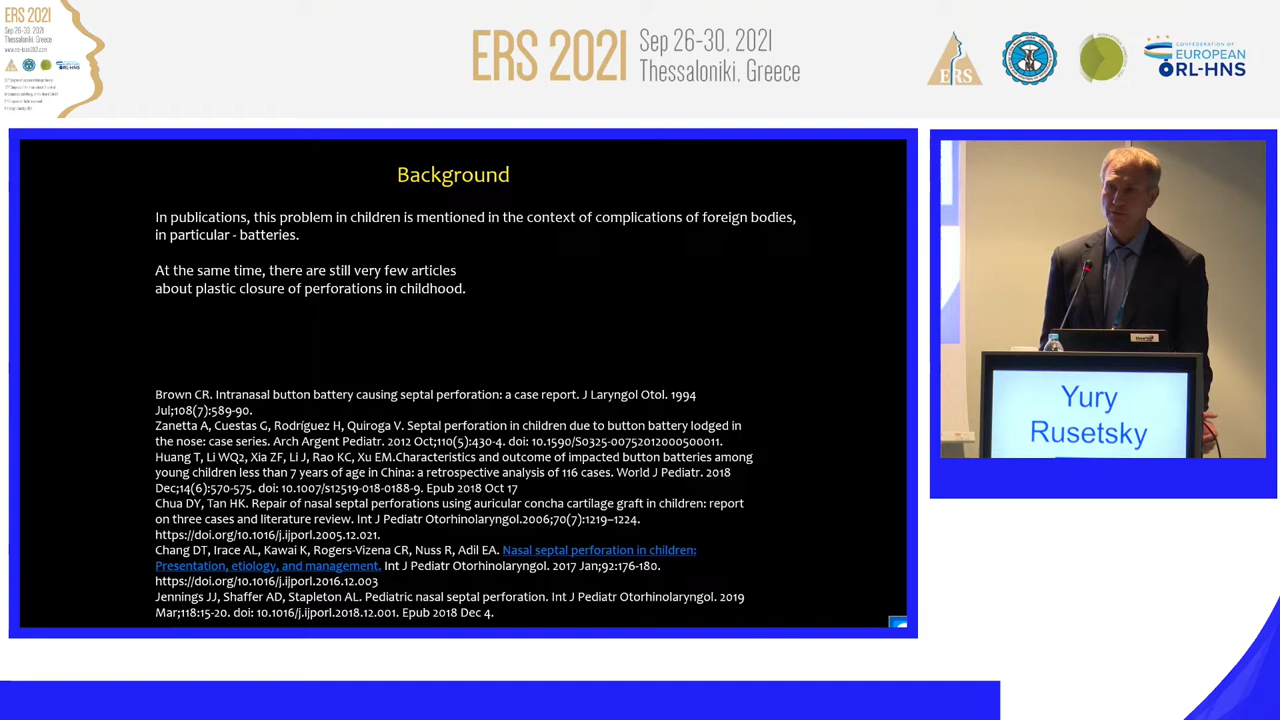 ERS 2021
Sep 26-30, 2021
Thessaloniki, Greece
ERS 2021
Sep 26-30, 2021
Thessaloniki, Greece
ERS
CONFEDERATION OF
EUROPEAN
ORL-HNS
Background
In publications, this problem in children is mentioned in the context of complications of foreign bodies,
in particular - batteries.
At the same time, there are still very few articles
about plastic closure of perforations in childhood.
Brown CR. Intranasal button battery causing septal perforation: a case report. J Laryngol Otol. 1994
Jul;108(7):589-90.
Zanetta A, Cuestas G, Rodríguez H, Quiroga V. Septal perforation in children due to button battery lodged in
the nose: case series. Arch Argent Pediatr. 2012 Oct;110(5):430-4. doi: 10.1590/S0325-00752012000500011.
Huang T, Li WQ2, Xia ZF, Li J, Rao KC, Xu EM.Characteristics and outcome of impacted button batteries among
young children less than 7 years of age in China: a retrospective analysis of 116 cases. World J Pediatr. 2018
Dec;14(6):570-575. doi: 10.1007/s12519-018-0188-9. Epub 2018 Oct 17
Chua DY, Tan HK. Repair of nasal septal perforations using auricular concha cartilage graft in children: report
on three cases and literature review. Int J Pediatr Otorhinolaryngol.2006;70(7):1219–1224.
https://doi.org/10.1016/j.ijporl.2005.12.021.
Chang DT, Irace AL, Kawai K, Rogers-Vizena CR, Nuss R, Adil EA. Nasal septal perforation in children:
Presentation, etiology, and management. Int J Pediatr Otorhinolaryngol. 2017 Jan;92:176-180.
https://doi.org/10.1016/j.ijporl.2016.12.003
Jennings JJ, Shaffer AD, Stapleton AL. Pediatric nasal septal perforation. Int J Pediatr Otorhinolaryngol. 2019
Mar;118:15-20. doi: 10.1016/j.ijporl.2018.12.001. Epub 2018 Dec 4.
Yury
Rusetsky